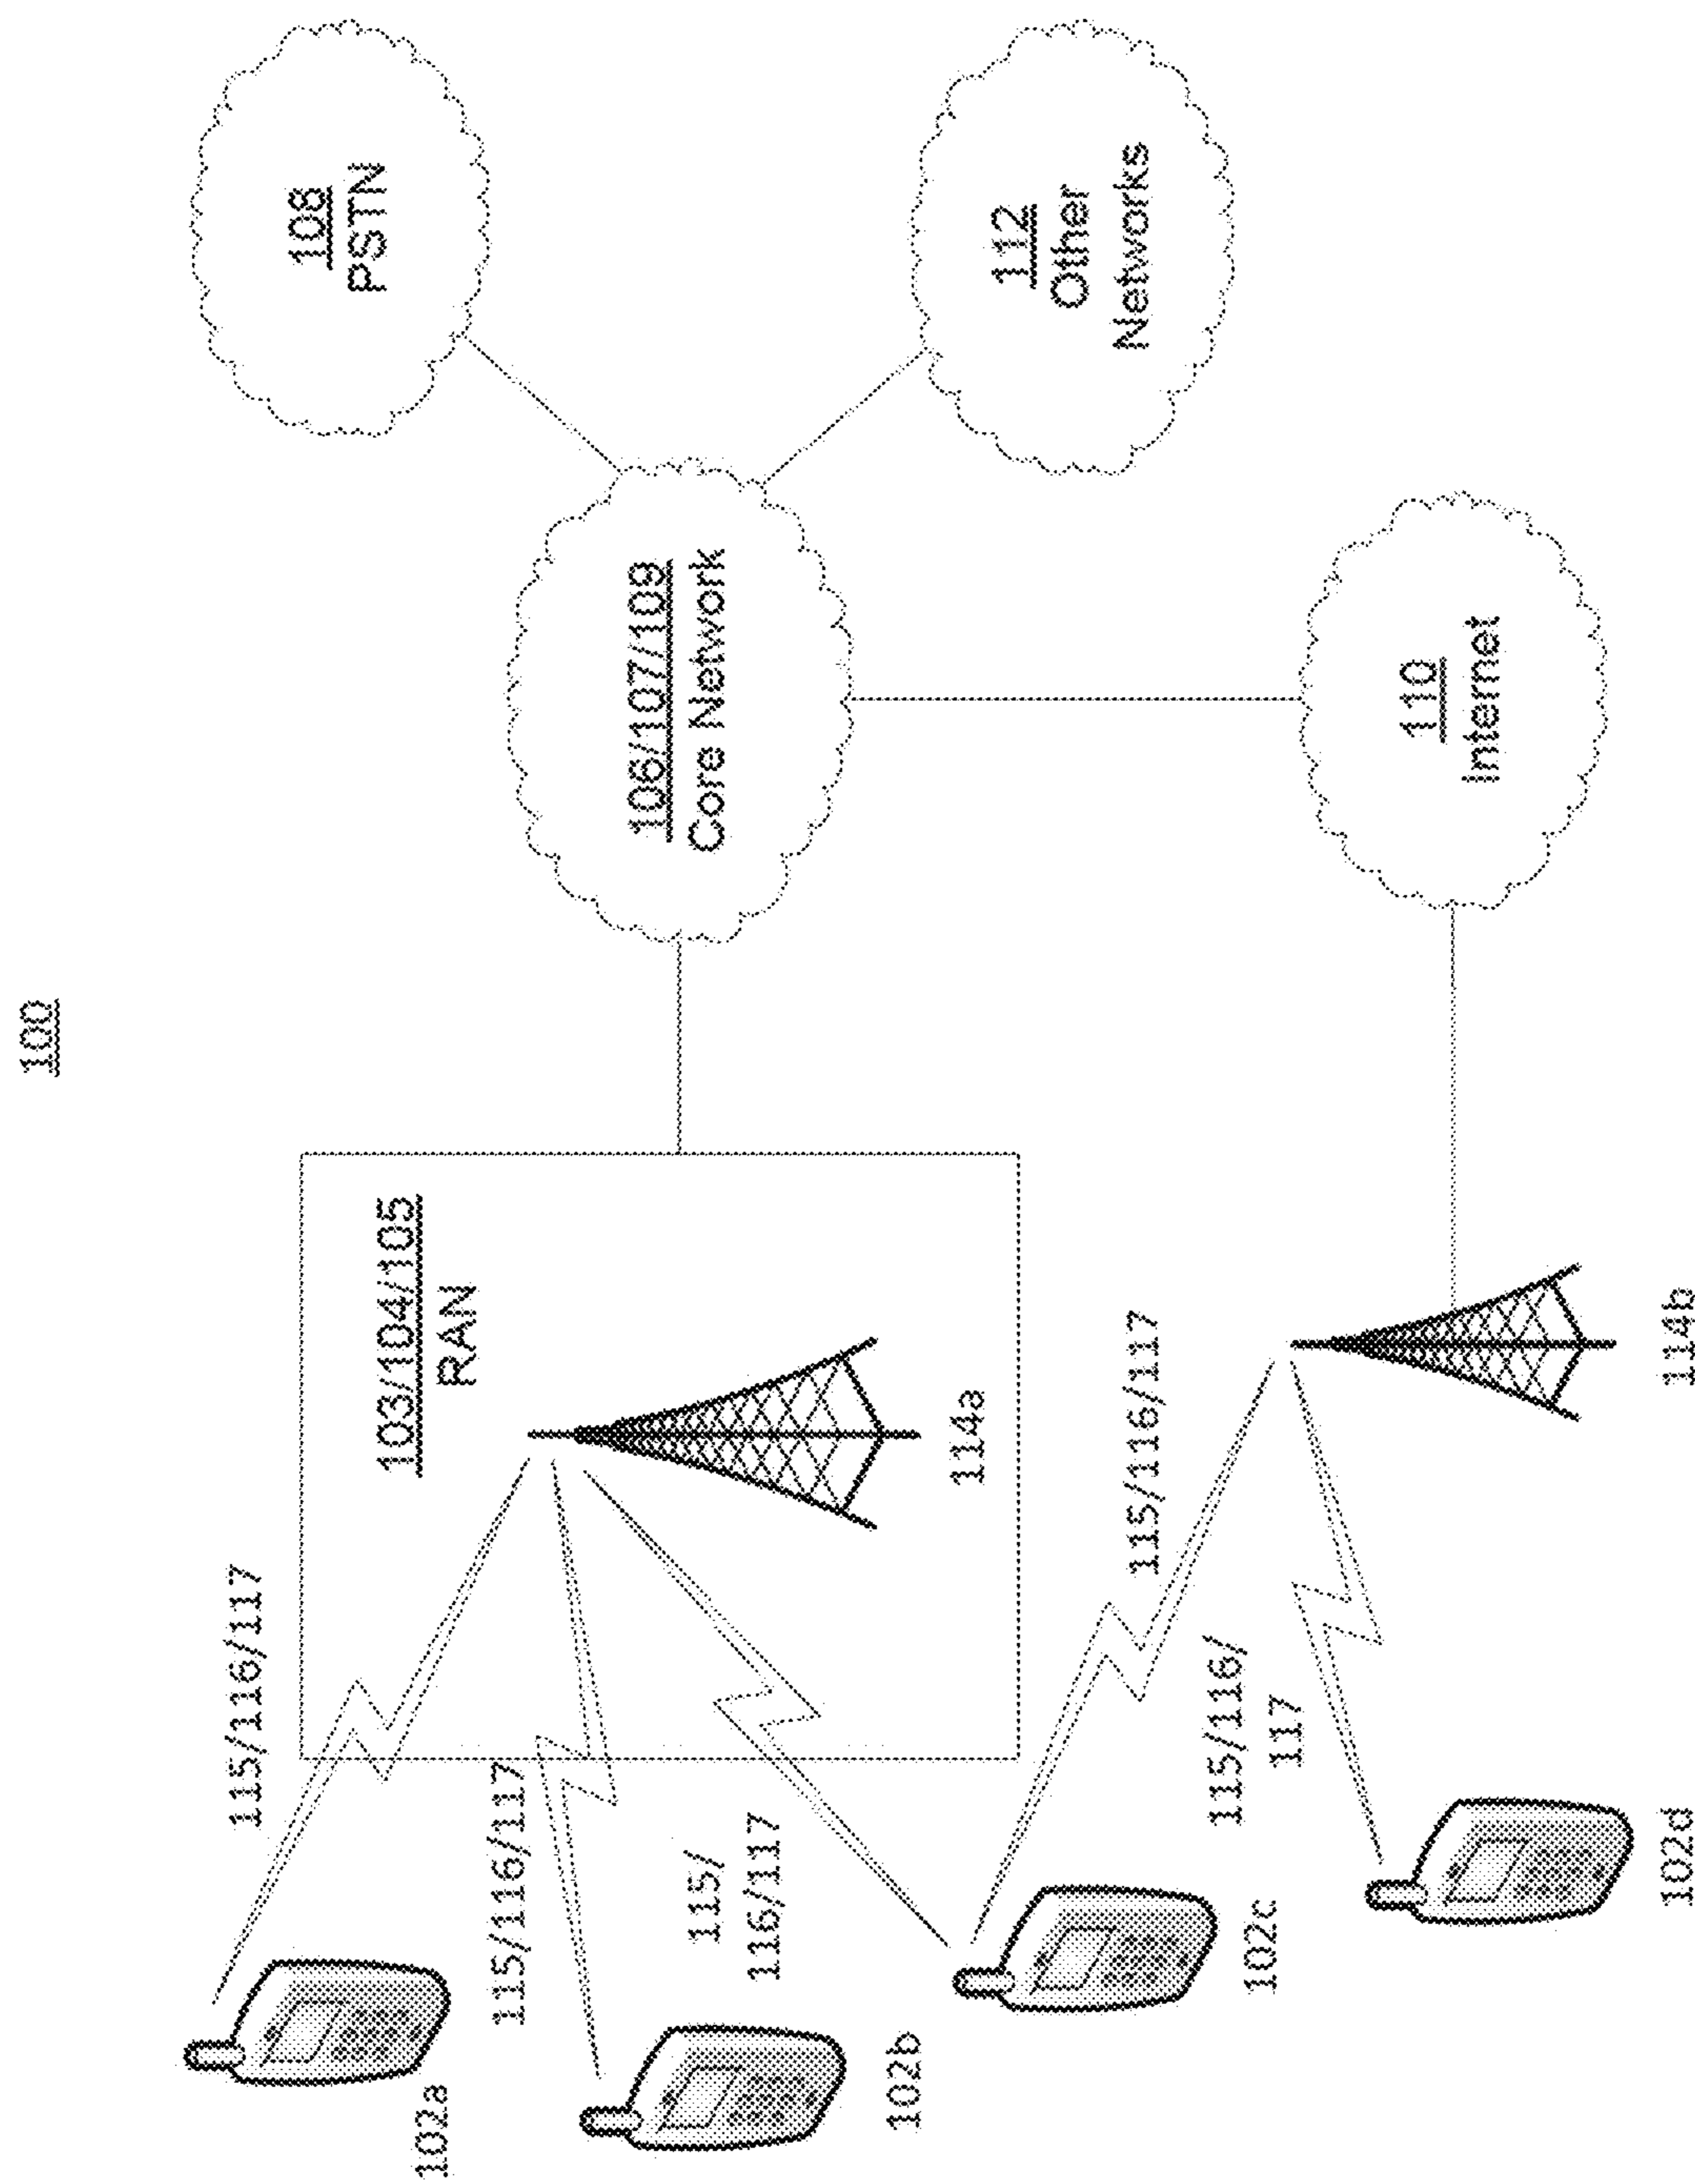 100
108
PSTN
106/107/109
Core Network
112
Other
Networks
103/104/105
RAN
114a
115/116/117
115/116/117
115/
116/117
115/116/117
115/116/
117
110
Internet
114b
102a
102b
102c
102d